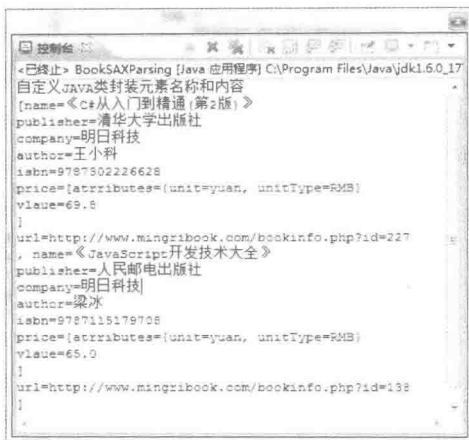 控制台
<已终止> BookSAXParsing [Java 应用程序] C:\Program Files\Java\jdk1.6.0_17
自定义JAVA类封装元素名称和内容
[name=《C#从入门到精通(第2版)》
publisher=清华大学出版社
company=明日科技
author=王小科
isbn=9787302226628
price=[atrributes={unit=yuan, unitType=RMB}
vlaue=69.8
]
url=http://www.mingribook.com/bookinfo.php?id=227
, name=《JavaScript开发技术大全》
publisher=人民邮电出版社
company=明日科技
author=梁冰
isbn=9787115179708
price=[atrributes={unit=yuan, unitType=RMB}
vlaue=65.0
]
url=http://www.mingribook.com/bookinfo.php?id=138
]